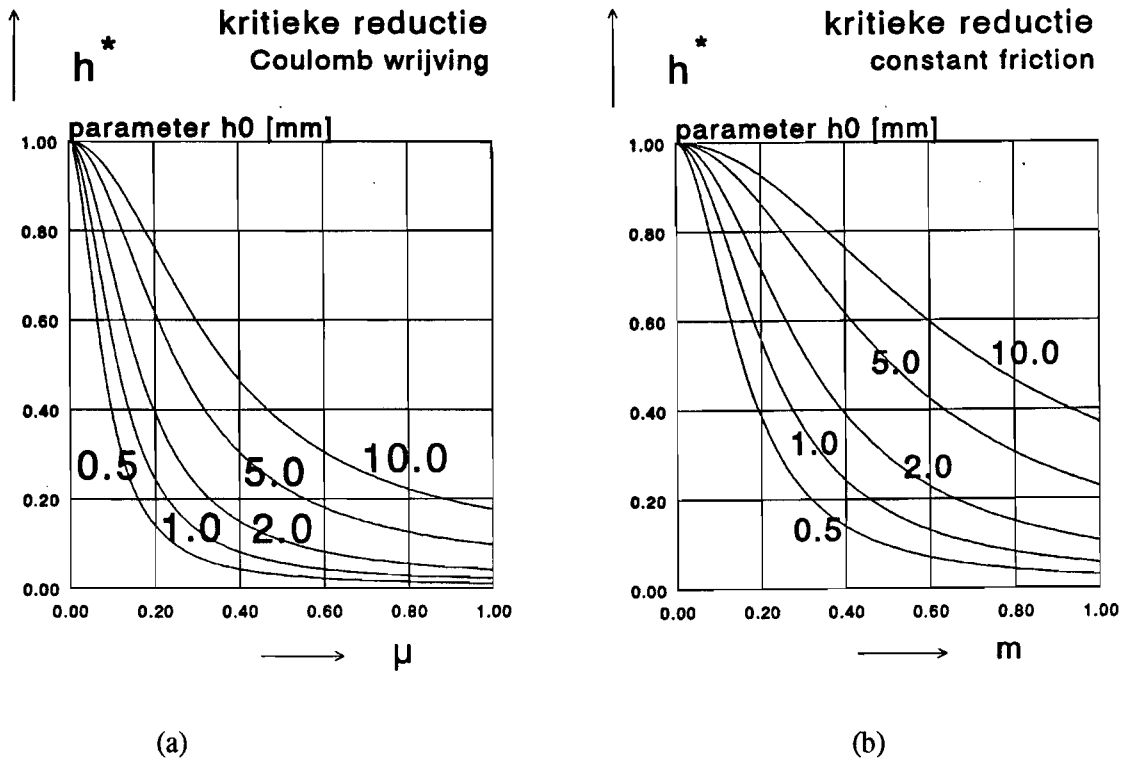 kritieke reductie
h*
Coulomb wrijving
parameter h0 [mm]
1.00
0.80
0.60
0.40
0.20
0.00
0.5
1.0
2.0
5.0
10.0
0.00 0.20 0.40 0.60 0.80 1.00
μ
(a)
kritieke reductie
h*
constant friction
parameter h0 [mm]
1.00
0.80
0.60
0.40
0.20
0.00
10.0
5.0
1.0
2.0
0.5
0.00 0.20 0.40 0.60 0.80 1.00
m
(b)